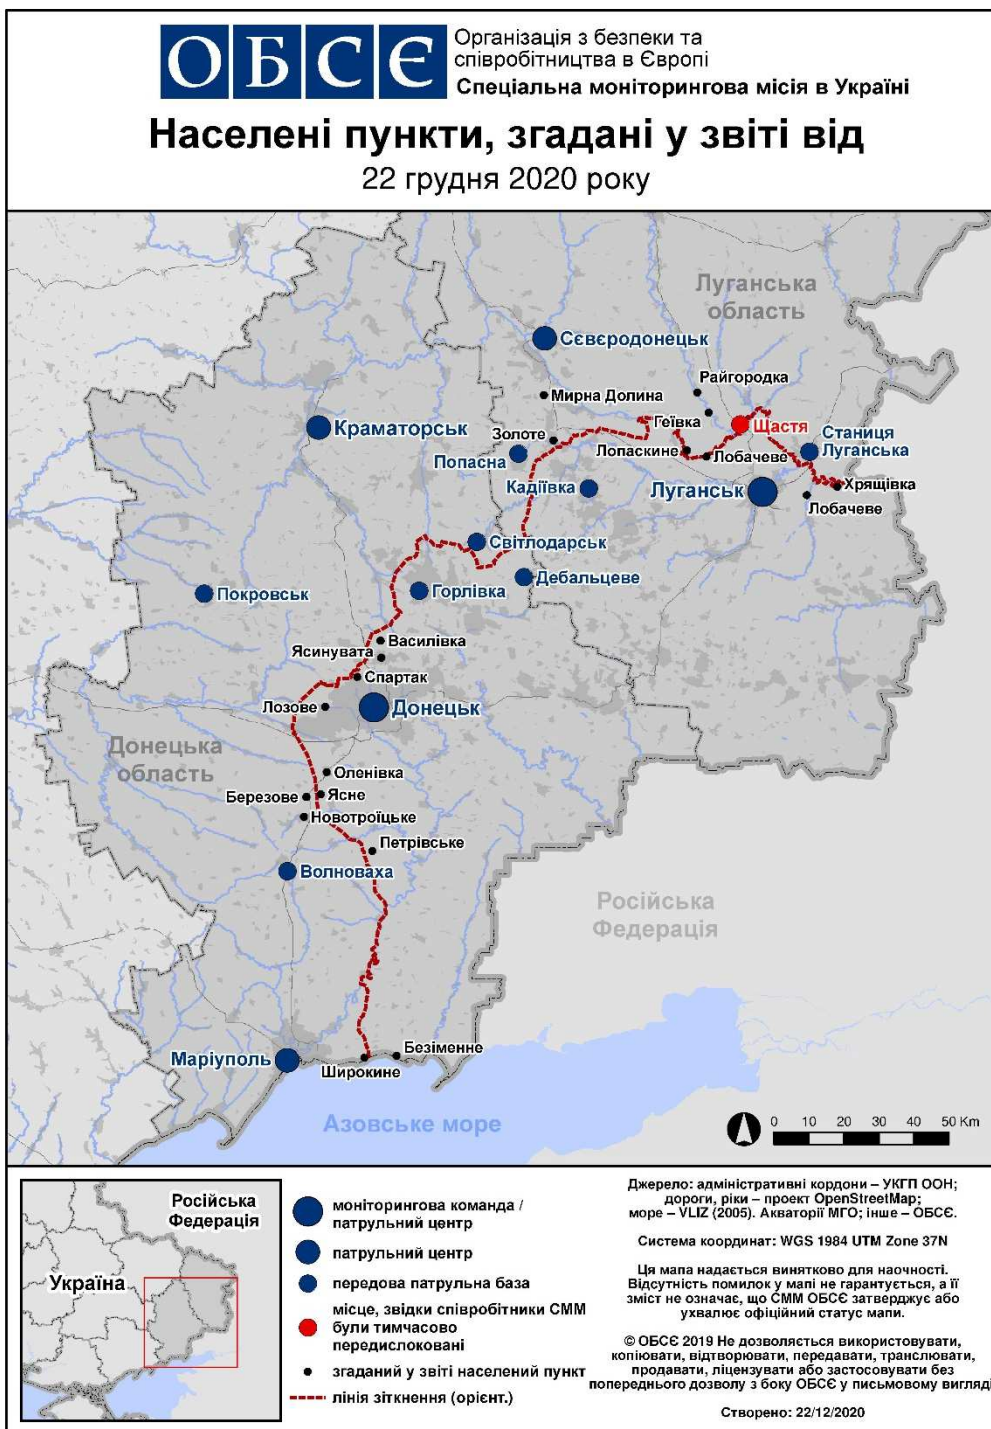 ОБСЄ
Організація з безпеки та
співробітництва в Європі
Спеціальна моніторингова місія в Україні
Населені пункти, згадані у звіті від
22 грудня 2020 року
Луганська
область
Сєвєродонецьк
Райгородка
Мирна Долина
Геївка
Щастя
Краматорськ
Золоте
Станиця
Луганська
Попасна
Лопаскине
Лобачеве
Кадіївка
Луганськ
Хрящівка
Лобачеве
Світлодарськ
Дебальцеве
Покровськ
Горлівка
Василівка
Ясинувата
Спартак
Лозове
Донецьк
Донецька
область
Оленівка
Березове
Ясне
Новотроїцьке
Петрівське
Волноваха
Російська
Федерація
Безіменне
Маріуполь
Широкине
Азовське море
0 10 20 30 40 50 Км
Російська
Федерація
Україна
моніторингова команда /
патрульний центр
патрульний центр
передова патрульна база
місце, звідки співробітники СММ
були тимчасово
передислоковані
згаданий у звіті населений пункт
лінія зіткнення (орієнт.)
Джерело: адміністративні кордони – УКГП ООН;
дороги, ріки – проект OpenStreetMap;
море – VLIZ (2005). Акваторії МГО; інше – ОБСЄ.
Система координат: WGS 1984 UTM Zone 37N
Ця мапа надається винятково для наочності.
Відсутність помилок у мапі не гарантується, а її
зміст не означає, що СММ ОБСЄ затверджує або
ухвалює офіційний статус мапи.
© ОБСЄ 2019 Не дозволяється використовувати,
копіювати, відтворювати, передавати, транслювати,
продавати, ліцензувати або застосовувати без
попереднього дозволу з боку ОБСЄ у письмовому вигляді
Створено: 22/12/2020